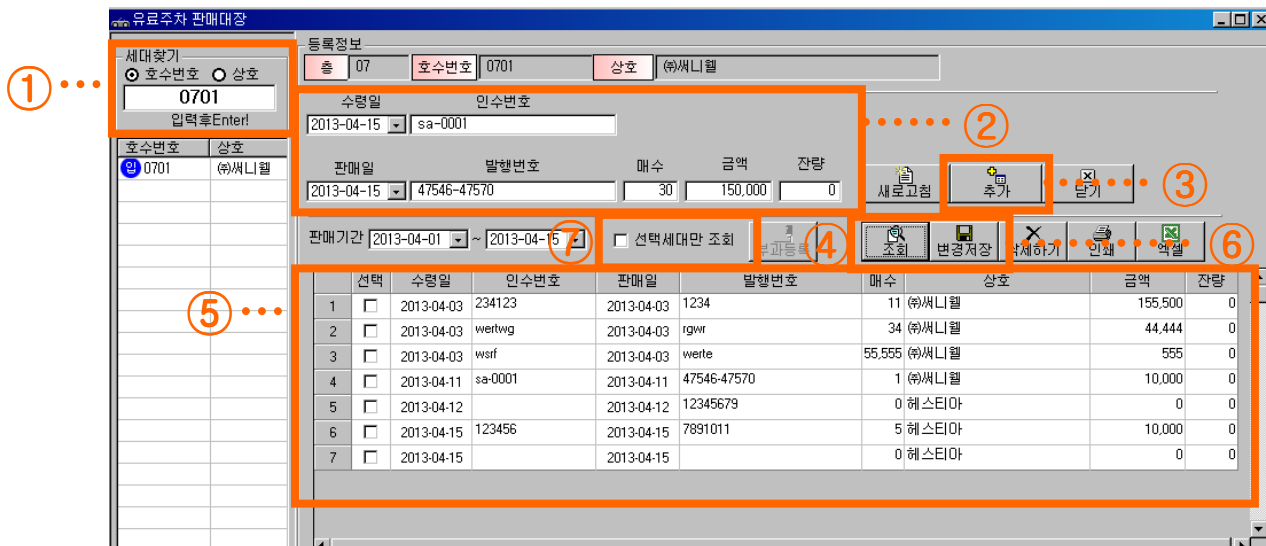 유료주차 판매대장
세대찾기
호수번호 상호
0701
입력후Enter!
①
호수번호 상호
입 0701 ㈜써니웰
등록정보
층 07 호수번호 0701 상호 ㈜써니웰
수령일 인수번호
2013-04-15 sa-0001
②
판매일 발행번호 매수 금액 잔량
2013-04-15 47546-47570 30 150,000 0
새로고침 추가 닫기
③
판매기간 2013-04-01 ~ 2013-04-15
⑦
선택세대만 조회
부과등록
④
조회 변경저장 삭제하기 인쇄 엑셀
⑥
⑤
선택 수령일 인수번호 판매일 발행번호 매수 상호 금액 잔량
1 2013-04-03 234123 2013-04-03 1234 11 ㈜써니웰 155,500 0
2 2013-04-03 wertwg 2013-04-03 rgwr 34 ㈜써니웰 44,444 0
3 2013-04-03 wsrf 2013-04-03 werte 55,555 ㈜써니웰 555 0
4 2013-04-11 sa-0001 2013-04-11 47546-47570 1 ㈜써니웰 10,000 0
5 2013-04-12 2013-04-12 12345679 0 헤스티아 0 0
6 2013-04-15 123456 2013-04-15 7891011 5 헤스티아 10,000 0
7 2013-04-15 2013-04-15 0 헤스티아 0 0